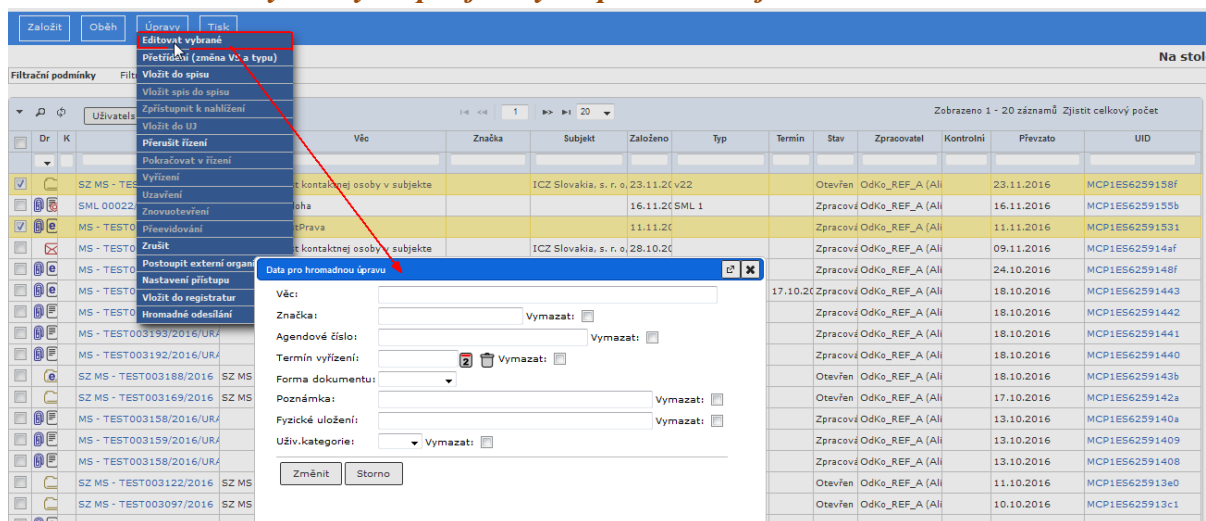 Založit Oběh Úpravy Tisk
Editovat vybrané
Přetřídění (změna VS a typu)
Na stol
Filtrační podmínky Vložit do spisu
Vložit spis do spisu
Zpřístupnit k nahlížení
Uživatels 1 20 Zobrazeno 1 - 20 záznamů Zjistit celkový počet
Vložit do UJ
Dr K Přerušit řízení Věc Značka Subjekt Založeno Typ Termín Stav Zpracovatel Kontrolní Převzato UID
Pokračovat v řízení
Vyřízení
SZ MS - TES t kontaktnej osoby v subjekte ICZ Slovakia, s. r. o. 23.11.20 v22 Otevřen OdKo_REF_A (Ali 23.11.2016 MCP1ES6259158f
Uzavření
SML 00022/ loha 16.11.20 SML 1 Zpracová OdKo_REF_A (Ali 16.11.2016 MCP1ES6259155b
Znovuotevření
MS - TEST0 tPrava 11.11.20 Zpracová OdKo_REF_A (Ali 11.11.2016 MCP1ES62591531
Přeevidování
Zrušit
MS - TEST0 t kontaktnej osoby v subjekte ICZ Slovakia, s. r. o. 28.10.20 Zpracová OdKo_REF_A (Ali 09.11.2016 MCP1ES625914af
Postoupit externí organi
MS - TEST0 Zpracová OdKo_REF_A (Ali 24.10.2016 MCP1ES6259148f
Nastavení přístupu
MS - TEST0 17.10.20 Zpracová OdKo_REF_A (Ali 18.10.2016 MCP1ES62591443
Vložit do registratur
MS - TEST0 Zpracová OdKo_REF_A (Ali 18.10.2016 MCP1ES62591442
Hromadné odesílání
MS - TEST003193/2016/URA Zpracová OdKo_REF_A (Ali 18.10.2016 MCP1ES62591441
MS - TEST003192/2016/URA Zpracová OdKo_REF_A (Ali 18.10.2016 MCP1ES62591440
SZ MS - TEST003188/2016 SZ MS Otevřen OdKo_REF_A (Ali 18.10.2016 MCP1ES6259143b
SZ MS - TEST003169/2016 SZ MS Otevřen OdKo_REF_A (Ali 17.10.2016 MCP1ES6259142a
MS - TEST003158/2016/URA Zpracová OdKo_REF_A (Ali 13.10.2016 MCP1ES6259140a
MS - TEST003159/2016/URA Zpracová OdKo_REF_A (Ali 13.10.2016 MCP1ES62591409
MS - TEST003158/2016/URA Zpracová OdKo_REF_A (Ali 13.10.2016 MCP1ES62591408
SZ MS - TEST003122/2016 SZ MS Otevřen OdKo_REF_A (Ali 11.10.2016 MCP1ES625913e0
SZ MS - TEST003097/2016 SZ MS Otevřen OdKo_REF_A (Ali 10.10.2016 MCP1ES625913c1
Data pro hromadnou úpravu
Věc:
Značka: Vymazat:
Agendové číslo: Vymazat:
Termín vyřízení: 2 Vymazat:
Forma dokumentu:
Poznámka: Vymazat:
Fyzické uložení: Vymazat:
Uživ.kategorie: Vymazat:
Změnit Storno